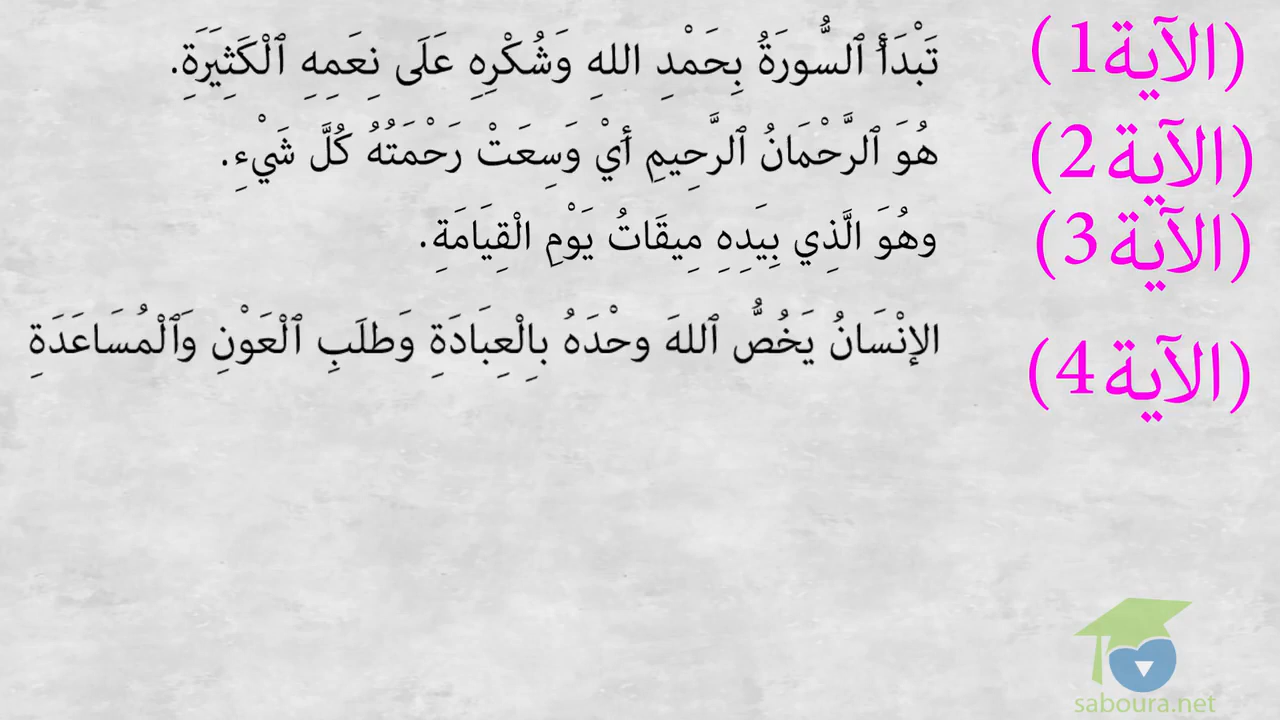 (الآية1) تَبْدَأُ ٱلسُّورَةُ بِحَمْدِ اللهِ وَشُكْرِهِ عَلَى نِعَمِهِ ٱلْكَثِيرَةِ.
(الآية2) هُوَ ٱلرَّحْمَانُ ٱلرَّحِيمِ أَيْ وَسِعَتْ رَحْمَتُهُ كُلَّ شَيْءٍ.
(الآية3) وهُوَ الَّذِي بِيَدِهِ مِيقَاتُ يَوْمِ الْقِيَامَةِ.
(الآية4) الإنْسَانُ يَخُصُّ ٱللهَ وحْدَهُ بِالْعِبَادَةِ وَطلَبِ ٱلْعَوْنِ وَٱلْمُسَاعَدَةِ
saboura.net